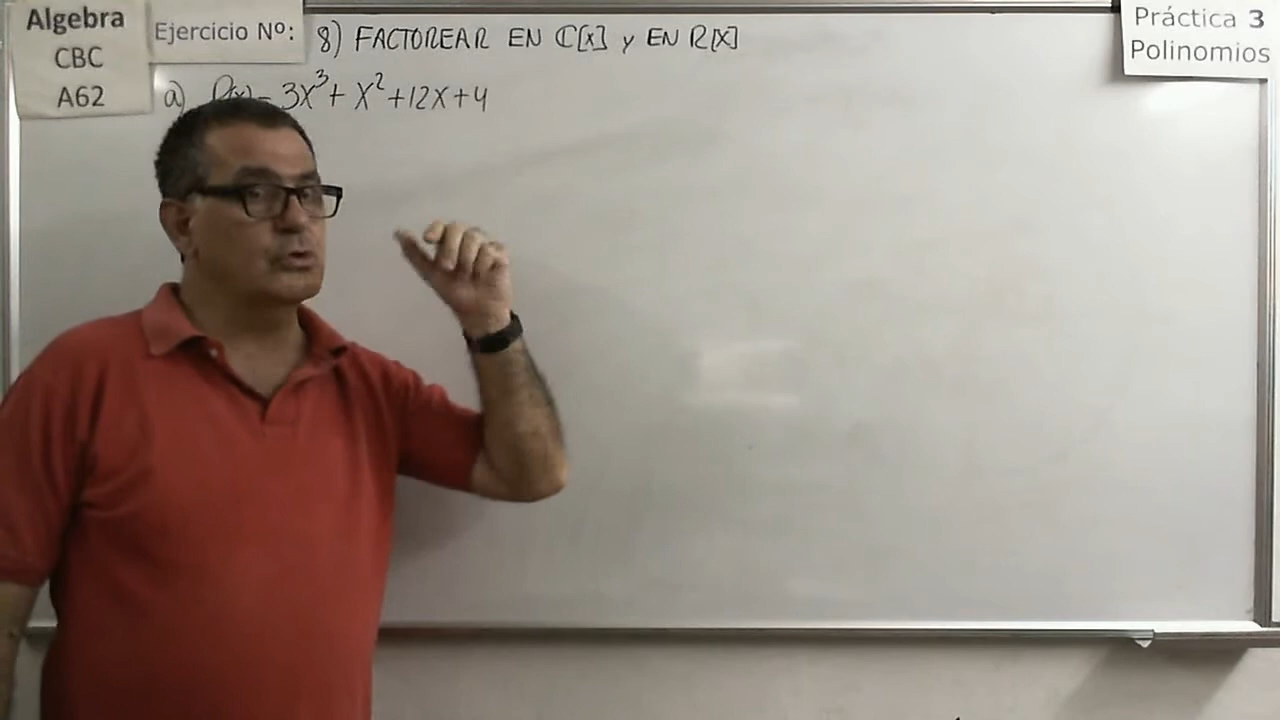 Algebra
CBC
A62
Ejercicio Nº:
8) FACTOREAR EN ℂ[x] y EN R[x]
a) P(x) = 3x³ + x² + 12x + 4
Práctica 3
Polinomios